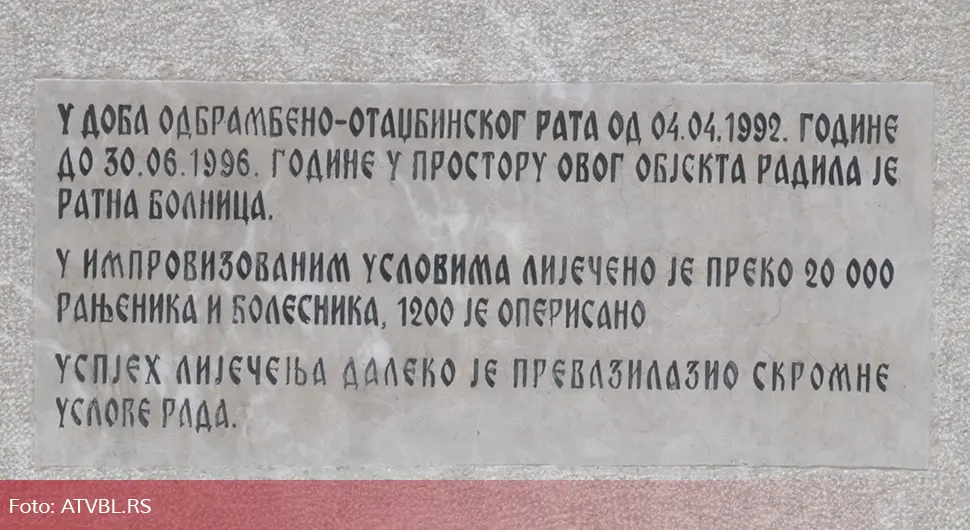 У ДОБА ОДБРАМБЕНО-ОТАЏБИНСКОГ РАТА ОД 04.04.1992. ГОДИНЕ
ДО 30.06.1996. ГОДИНЕ У ПРОСТОРУ ОВОГ ОБЈЕКТА РАДИЛА ЈЕ
РАТНА БОЛНИЦА.
У ИМПРОВИЗОВАНИМ УСЛОВИМА ЛИЈЕЧЕНО ЈЕ ПРЕКО 20 000
РАЊЕНИКА И БОЛЕСНИКА, 1200 ЈЕ ОПЕРИСАНО
УСПЈЕХ ЛИЈЕЧЕЊА ДАЛЕКО ЈЕ ПРЕВАЗИЛАЗИО СКРОМНЕ
УСЛОВЕ РАДА.
Foto: ATVBL.RS